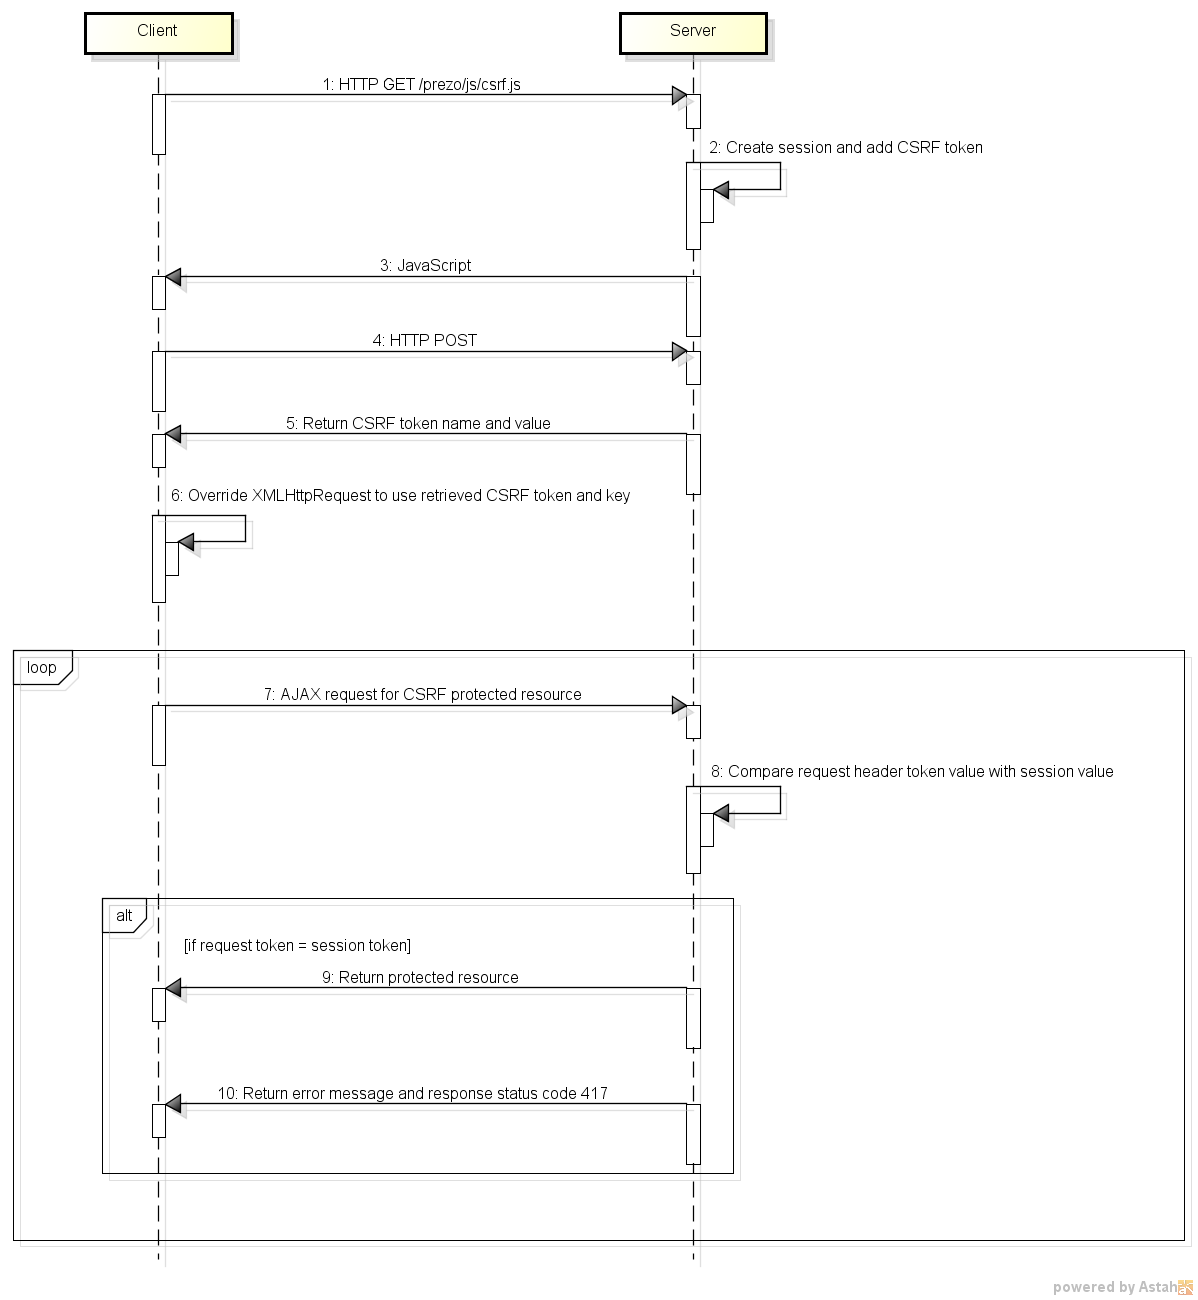 Client
Server
1: HTTP GET /prezo/js/csrf.js
2: Create session and add CSRF token
3: JavaScript
4: HTTP POST
5: Return CSRF token name and value
6: Override XMLHttpRequest to use retrieved CSRF token and key
loop
7: AJAX request for CSRF protected resource
8: Compare request header token value with session value
alt
[if request token = session token]
9: Return protected resource
10: Return error message and response status code 417
powered by Astah